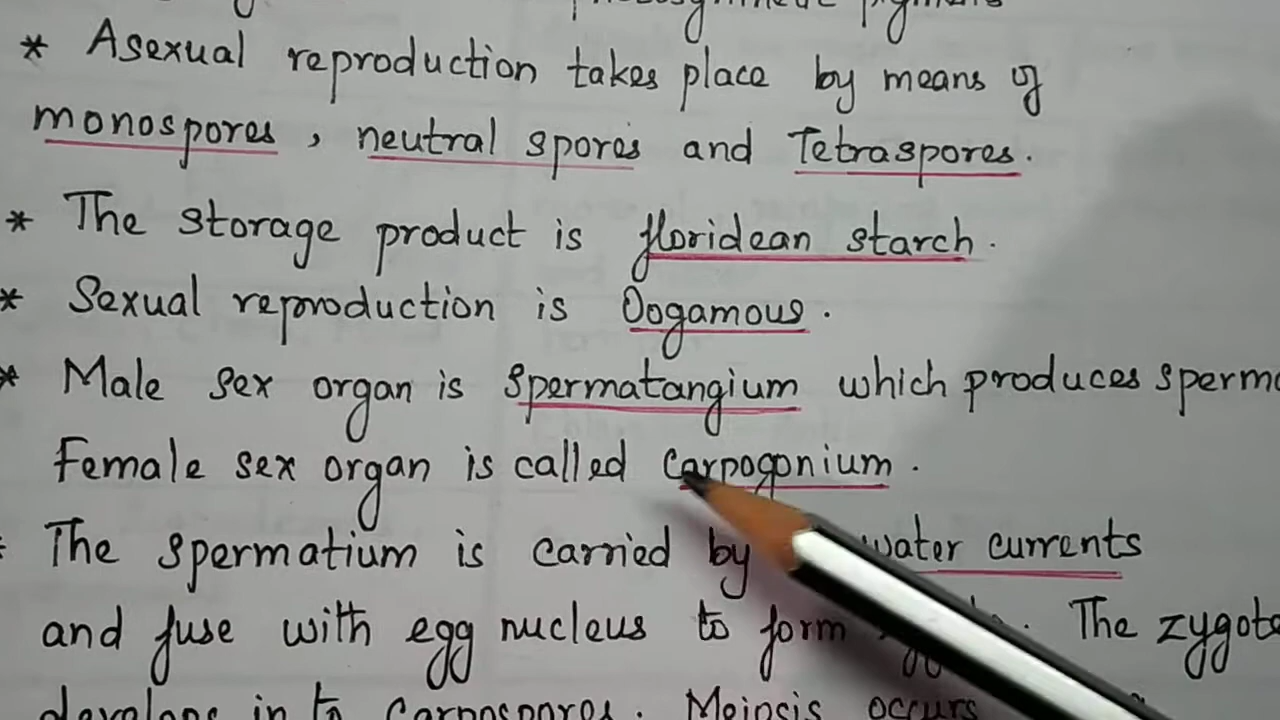 * Asexual reproduction takes place by means of
monospores, neutral spores and Tetraspores.
* The storage product is floridean starch.
* Sexual reproduction is Oogamous.
* Male sex organ is spermatangium which produces
Female sex organ is called carpogonium.
The spermatium is carried by water currents
and fuse with egg nucleus to form The
Meiosis occurs